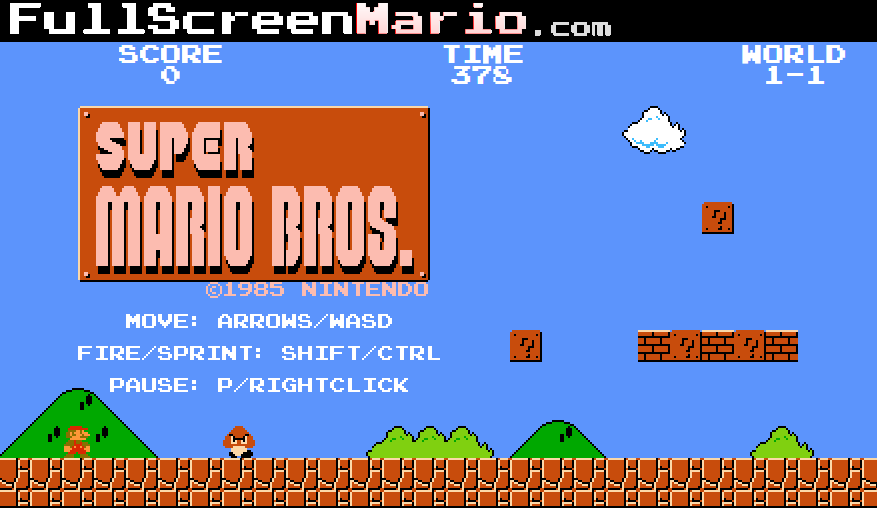 FullScreenMario.com
SCORE TIME WORLD
0 378 1-1
SUPER
MARIO BROS.
©1985 NINTENDO
MOVE: ARROWS/WASD
FIRE/SPRINT: SHIFT/CTRL
PAUSE: P/RIGHTCLICK
?
?
? ?